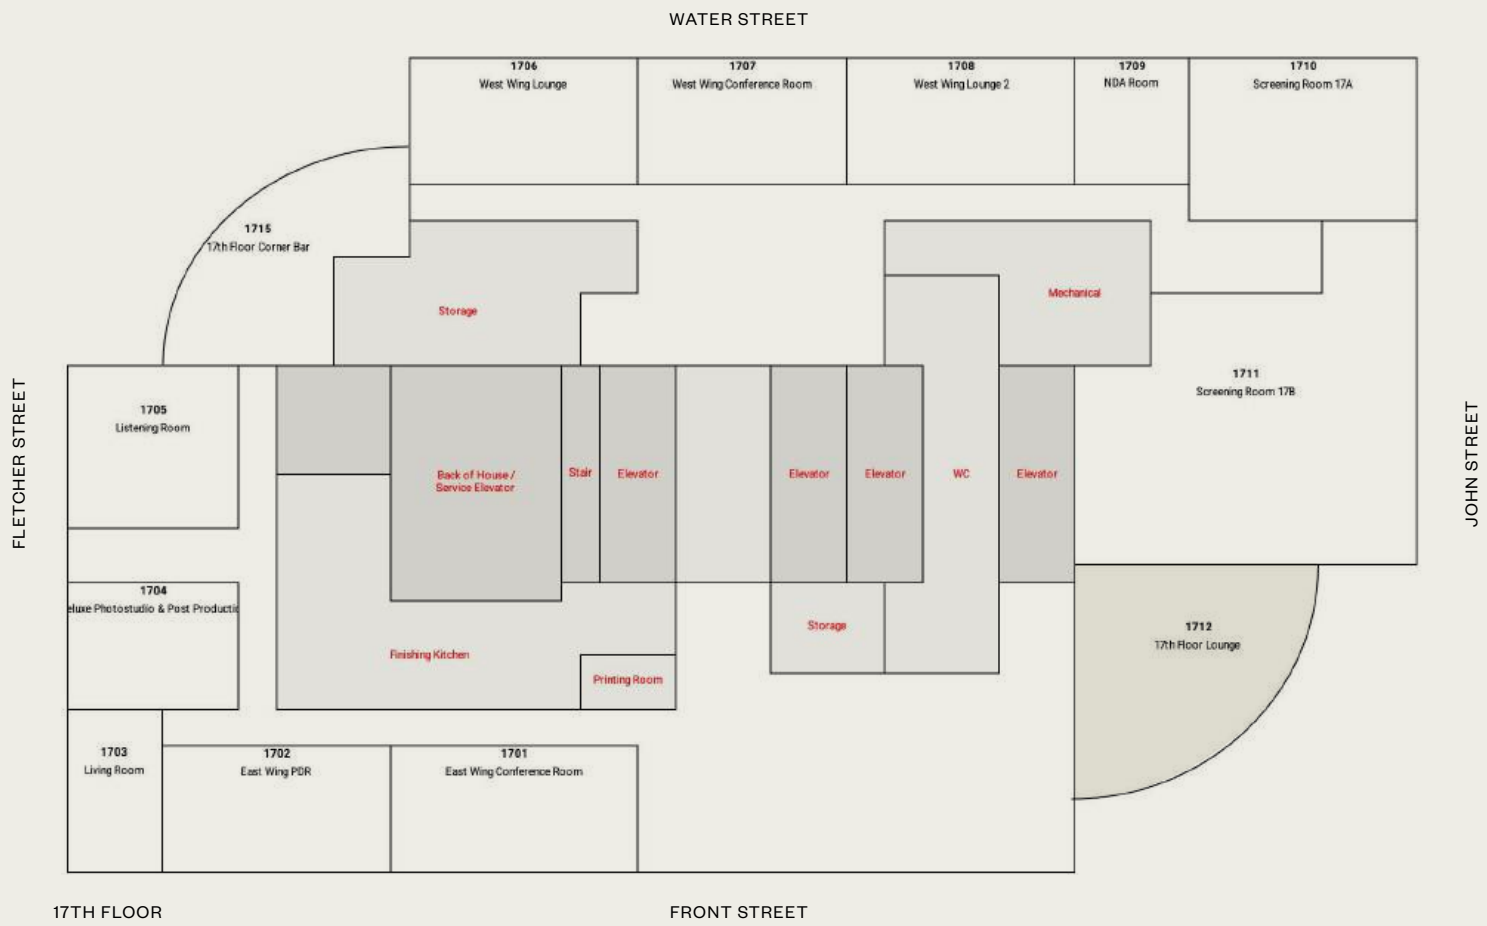 WATER STREET
1706
West Wing Lounge
1707
West Wing Conference Room
1708
West Wing Lounge 2
1709
NDA Room
1710
Screening Room 17A
1715
17th Floor Corner Bar
Storage
Mechanical
1711
Screening Room 17B
FLETCHER STREET
JOHN STREET
1705
Listening Room
Back of House /
Service Elevator
Stair
Elevator
Elevator
Elevator
WC
Elevator
1704
eluxe Photostudio & Post Productio
Storage
1712
17th Floor Lounge
Finishing Kitchen
Printing Room
1703
Living Room
1702
East Wing PDR
1701
East Wing Conference Room
17TH FLOOR
FRONT STREET